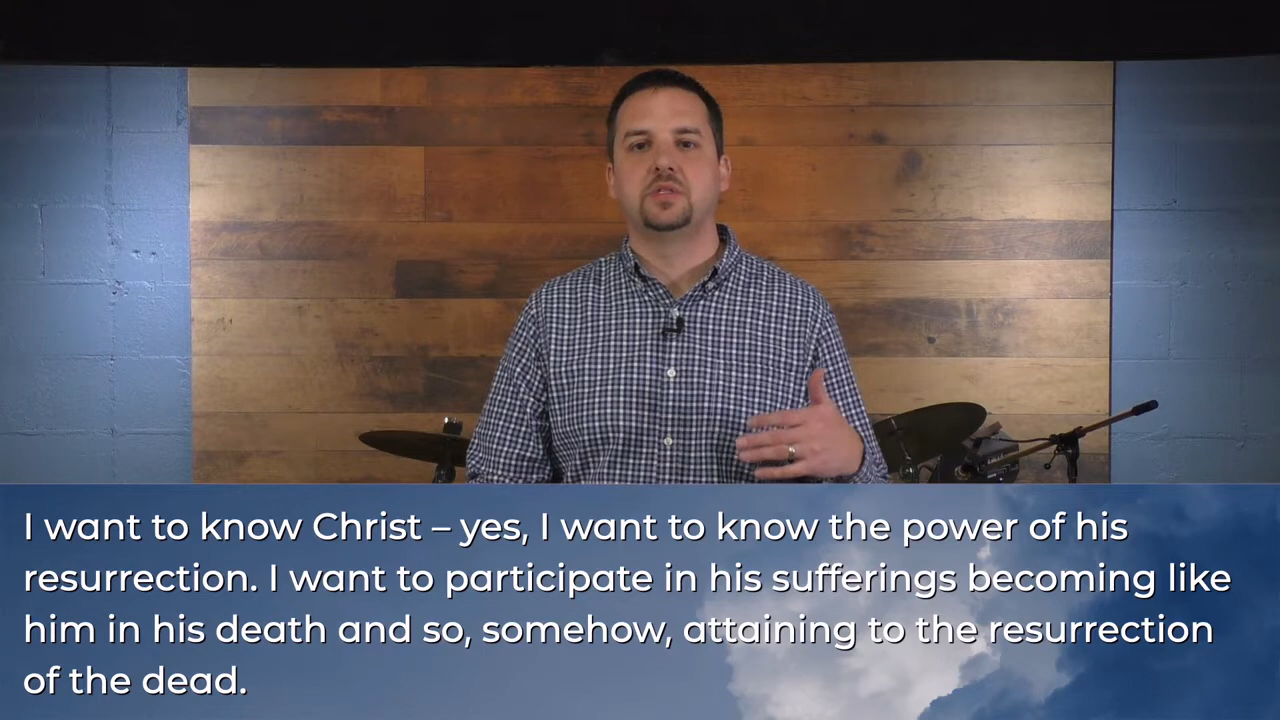 I want to know Christ – yes, I want to know the power of his
resurrection. I want to participate in his sufferings becoming like
him in his death and so, somehow, attaining to the resurrection
of the dead.